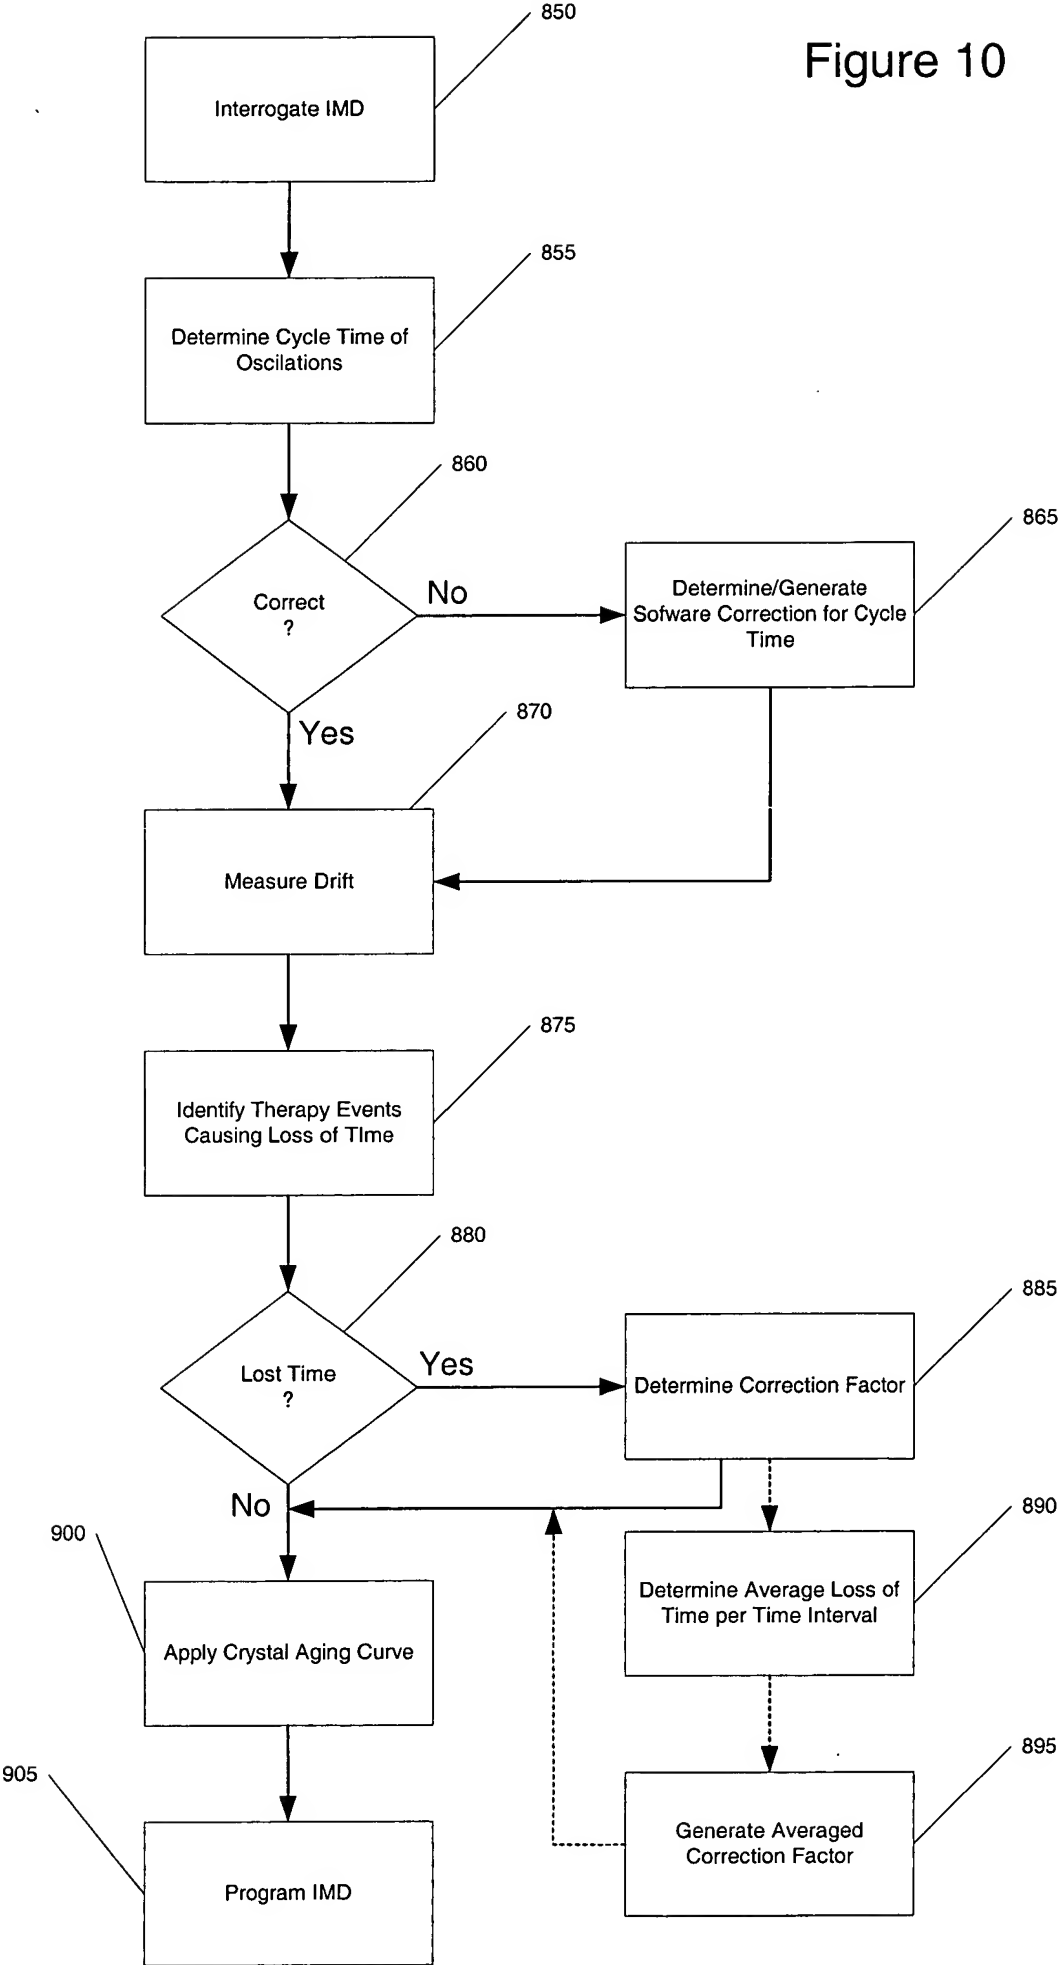 Figure 10
850
Interrogate IMD
855
Determine Cycle Time of
Oscilations
860
Correct
?
No
865
Determine/Generate
Sofware Correction for Cycle
Time
Yes
870
Measure Drift
875
Identify Therapy Events
Causing Loss of TIme
880
Lost Time
?
Yes
885
Determine Correction Factor
No
890
Determine Average Loss of
Time per Time Interval
900
Apply Crystal Aging Curve
895
Generate Averaged
Correction Factor
905
Program IMD